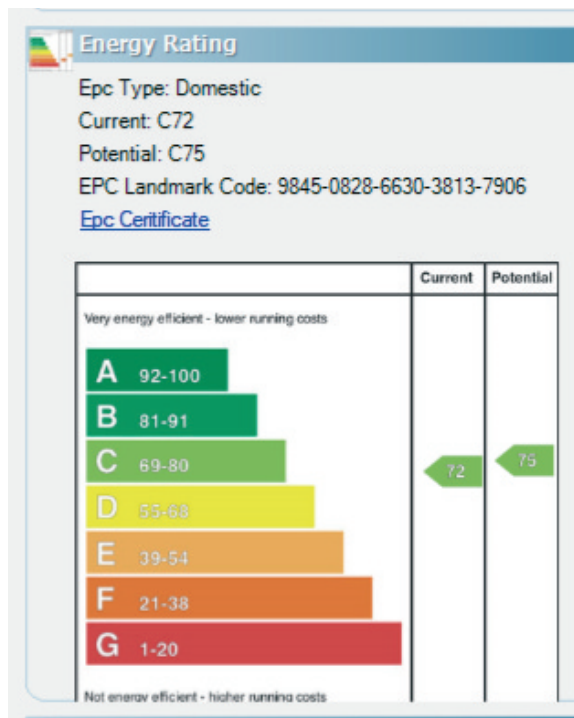 Energy Rating
Epc Type: Domestic
Current: C72
Potential: C75
EPC Landmark Code: 9845-0828-6630-3813-7906
Epc Ceritificate
Current Potential
Very energy efficient - lower running costs
A 92-100
B 81-91
C 69-80 72 75
D 55-68
E 39-54
F 21-38
G 1-20
Not energy efficient - higher running costs